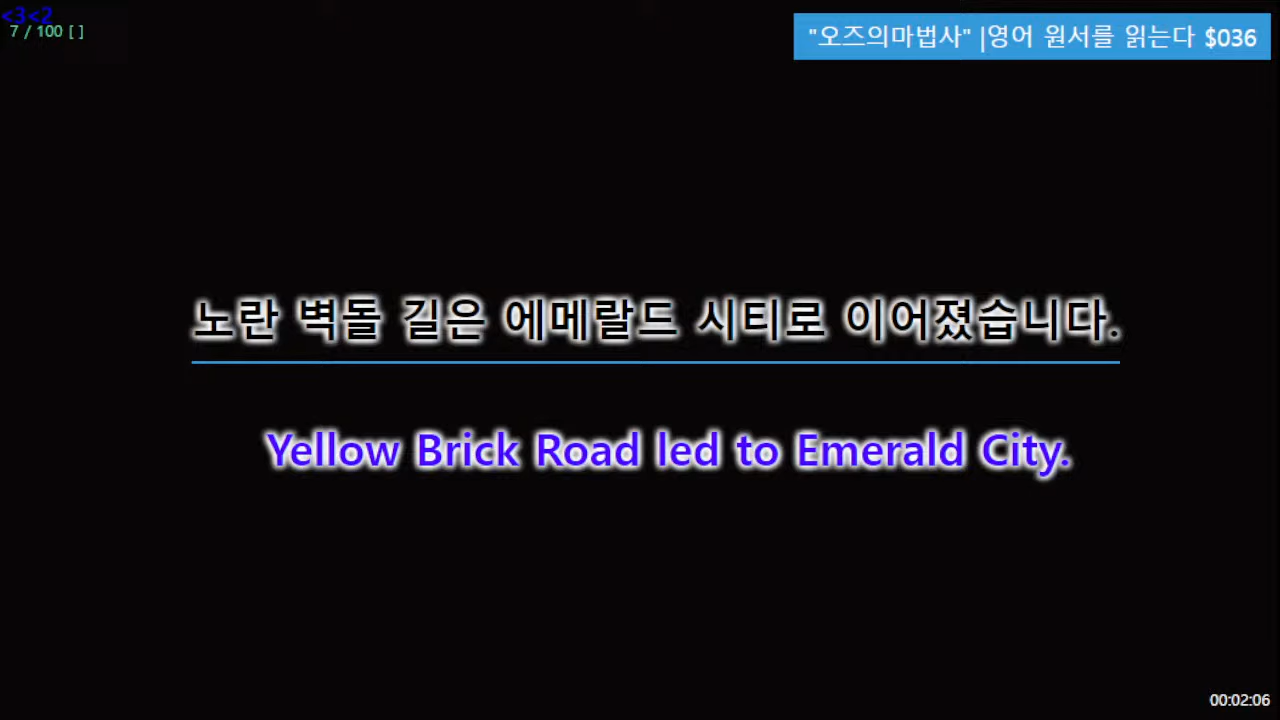 <3<2
7 / 100 [ ]
"오즈의마법사" |영어 원서를 읽는다 $036
노란 벽돌 길은 에메랄드 시티로 이어졌습니다.
Yellow Brick Road led to Emerald City.
00:02:06